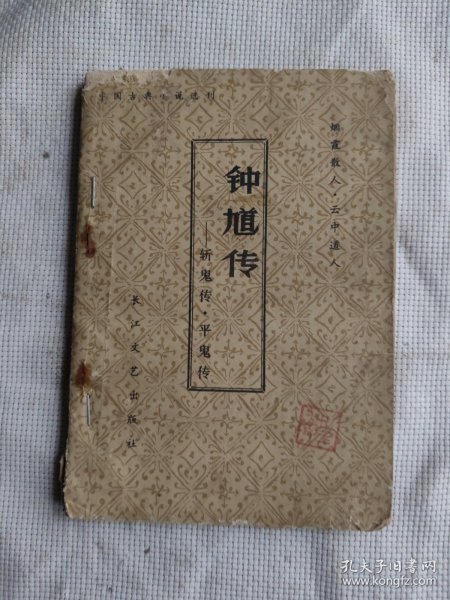 中国古典小说选刊
烟霞散人·云中道人
钟馗传
——斩鬼传·平鬼传
长江文艺出版社
孔夫子旧书网
www.kongfz.com